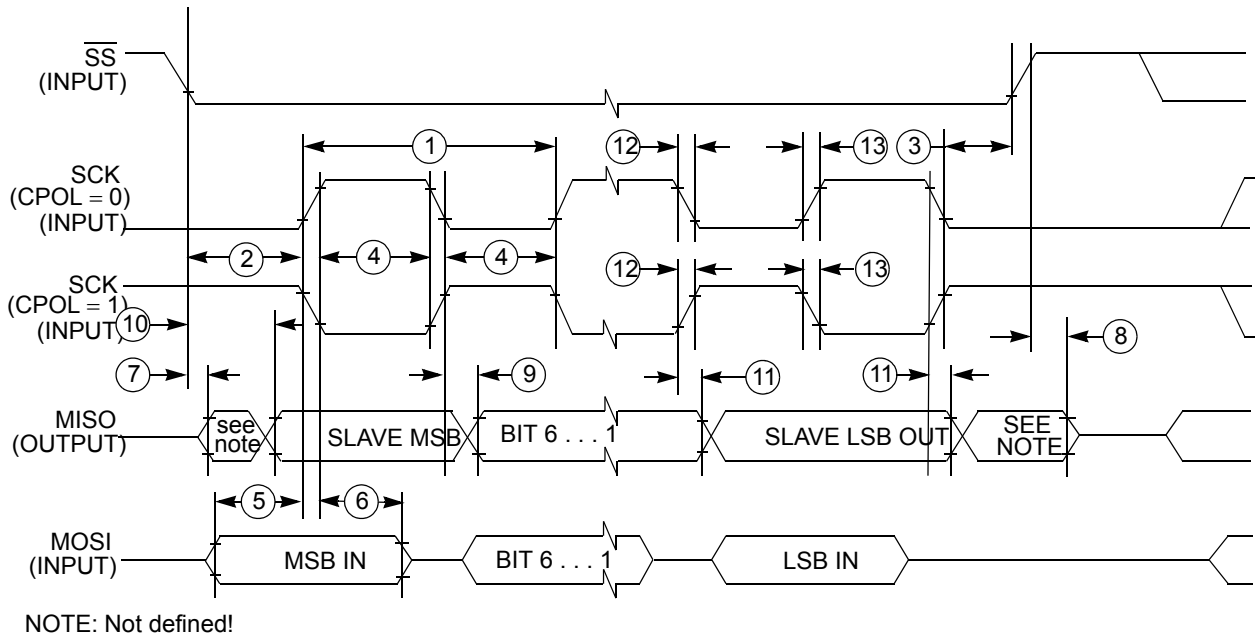 SS
(INPUT)
1
12
13
3
SCK
(CPOL = 0)
(INPUT)
2
4
4
12
13
SCK
(CPOL = 1)
(INPUT)
10
8
7
9
11
11
MISO
(OUTPUT)
see
note
SLAVE MSB
BIT 6 . . . 1
SLAVE LSB OUT
SEE
NOTE
5
6
MOSI
(INPUT)
MSB IN
BIT 6 . . . 1
LSB IN
NOTE: Not defined!